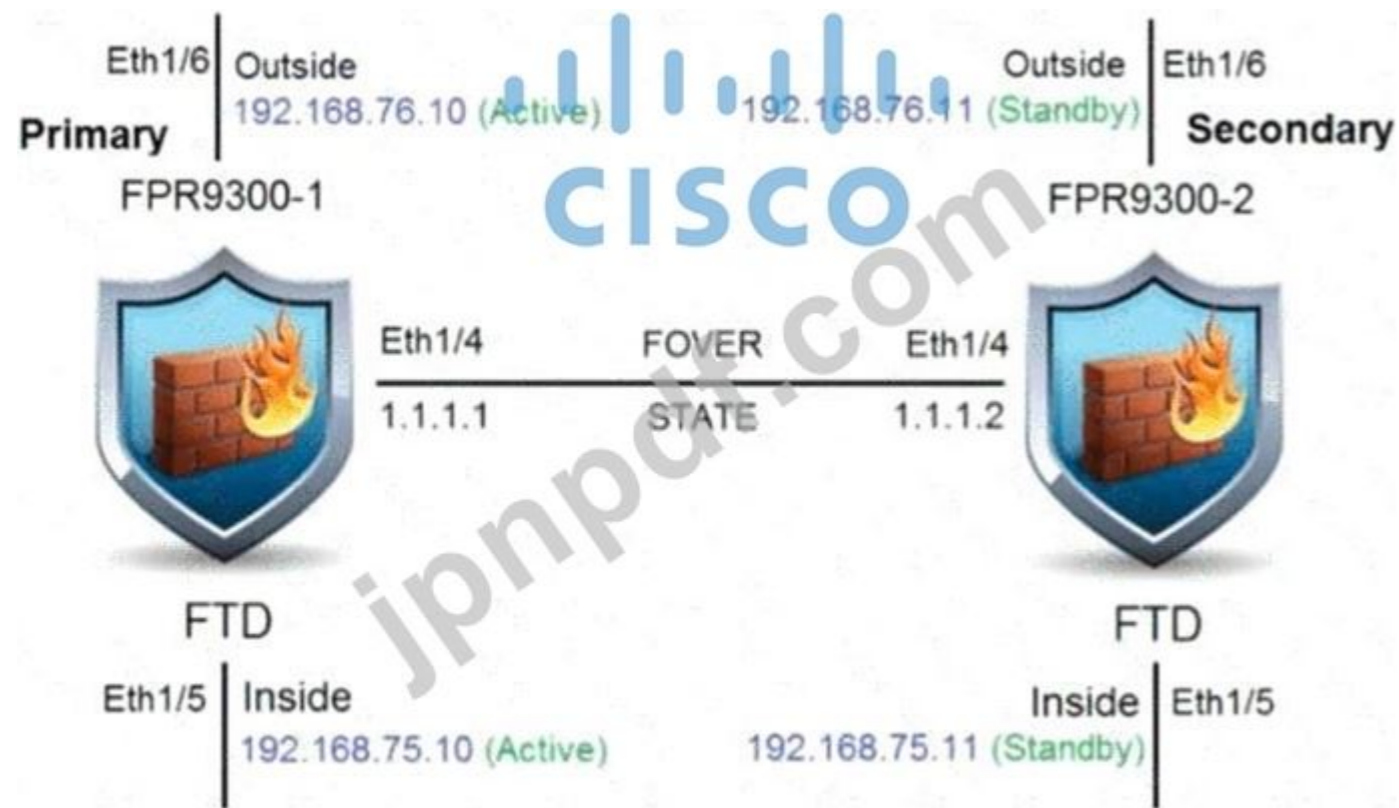 Eth1/6 Outside
192.168.76.10 (Active)
Primary
FPR9300-1
CISCO
Outside Eth1/6
192.168.76.11 (Standby)
Secondary
FPR9300-2
Eth1/4 FOVER Eth1/4
1.1.1.1 STATE 1.1.1.2
jpnpdf.com
FTD
FTD
Eth1/5 Inside
192.168.75.10 (Active)
Inside Eth1/5
192.168.75.11 (Standby)